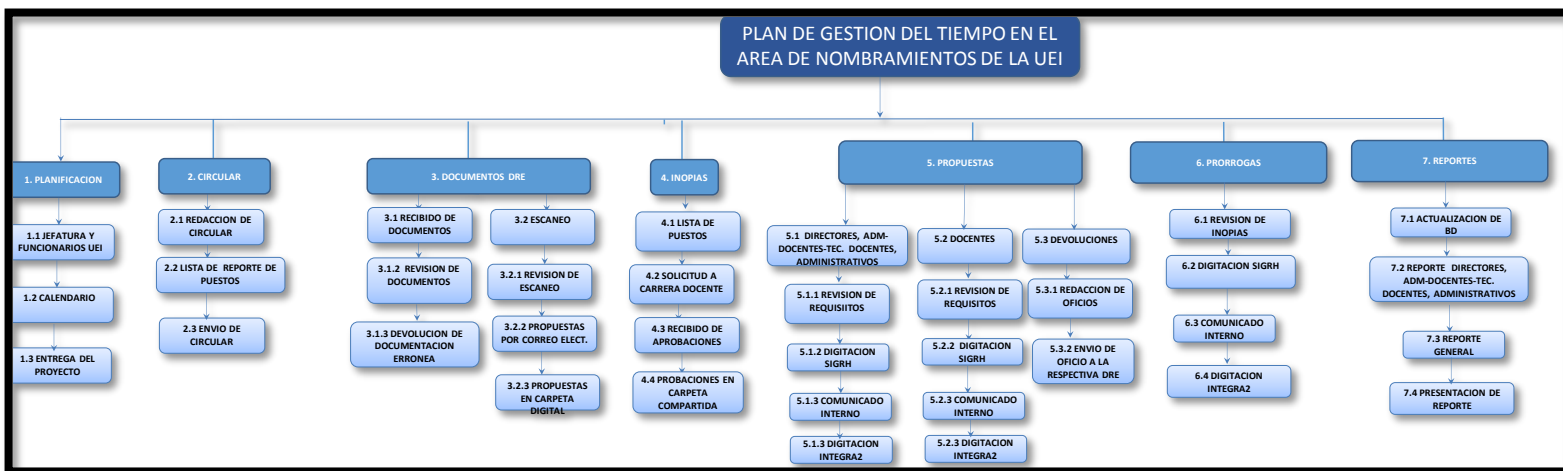 PLAN DE GESTION DEL TIEMPO EN EL
AREA DE NOMBRAMIENTOS DE LA UEI
1. PLANIFICACION
1.1 JEFATURA Y
FUNCIONARIOS UEI
1.2 CALENDARIO
1.3 ENTREGA DEL
PROYECTO
2. CIRCULAR
2.1 REDACCION DE
CIRCULAR
2.2 LISTA DE REPORTE DE
PUESTOS
2.3 ENVIO DE
CIRCULAR
3. DOCUMENTOS DRE
3.1 RECIBIDO DE
DOCUMENTOS
3.1.2 REVISION DE
DOCUMENTOS
3.1.3 DEVOLUCION DE
DOCUMENTACION
ERRONEA
3.2 ESCANEO
3.2.1 REVISION DE
ESCANEO
3.2.2 PROPUESTAS
POR CORREO ELECT.
3.2.3 PROPUESTAS
EN CARPETA
DIGITAL
4. INOPIAS
4.1 LISTA DE
PUESTOS
4.2 SOLICITUD A
CARRERA DOCENTE
4.3 RECIBIDO DE
APROBACIONES
4.4 PROBACIONES EN
CARPETA
COMPARTIDA
5. PROPUESTAS
5.1 DIRECTORES, ADM-
DOCENTES-TEC. DOCENTES,
ADMINISTRATIVOS
5.1.1 REVISION DE
REQUISIITOS
5.1.2 DIGITACION
SIGRH
5.1.3 COMUNICADO
INTERNO
5.1.3 DIGITACION
INTEGRA2
5.2 DOCENTES
5.2.1 REVISION DE
REQUISITOS
5.2.2 DIGITACION
SIGRH
5.2.3 COMUNICADO
INTERNO
5.2.3 DIGITACION
INTEGRA2
5.3 DEVOLUCIONES
5.3.1 REDACCION DE
OFICIOS
5.3.2 ENVIO DE
OFICIO A LA
RESPECTIVA DRE
6. PRORROGAS
6.1 REVISION DE
INOPIAS
6.2 DIGITACION SIGRH
6.3 COMUNICADO
INTERNO
6.4 DIGITACION
INTEGRA2
7. REPORTES
7.1 ACTUALIZACION DE
BD
7.2 REPORTE DIRECTORES,
ADM-DOCENTES-TEC.
DOCENTES, ADMINISTRATIVOS
7.3 REPORTE
GENERAL
7.4 PRESENTACION DE
REPORTE